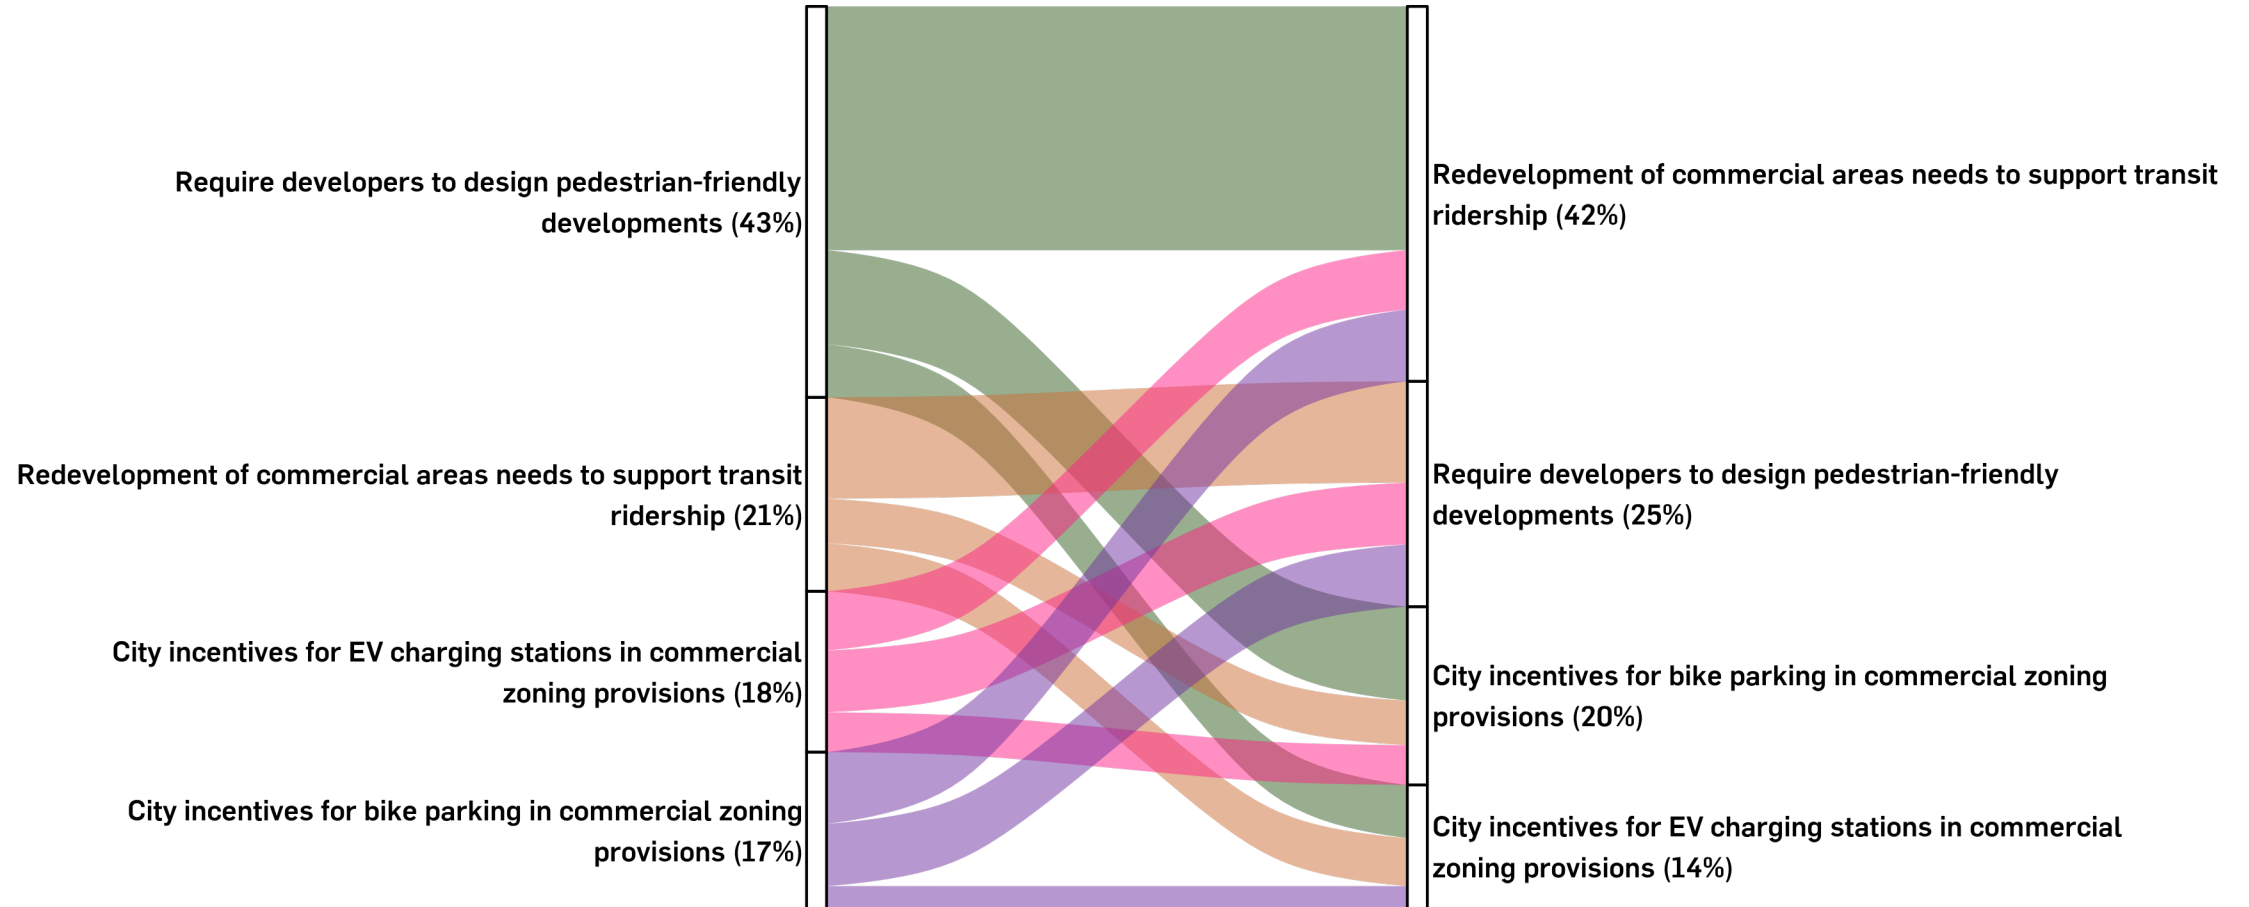 Require developers to design pedestrian-friendly
developments (43%)
Redevelopment of commercial areas needs to support transit
ridership (21%)
City incentives for EV charging stations in commercial
zoning provisions (18%)
City incentives for bike parking in commercial zoning
provisions (17%)
Redevelopment of commercial areas needs to support transit
ridership (42%)
Require developers to design pedestrian-friendly
developments (25%)
City incentives for bike parking in commercial zoning
provisions (20%)
City incentives for EV charging stations in commercial
zoning provisions (14%)